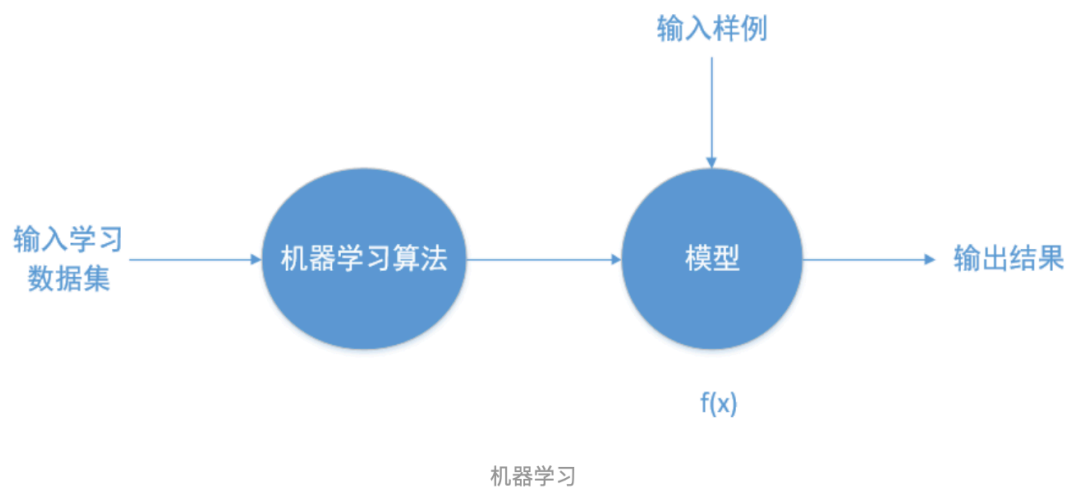 输入样例
输入学习
数据集
机器学习算法
模型
输出结果
f(x)
机器学习